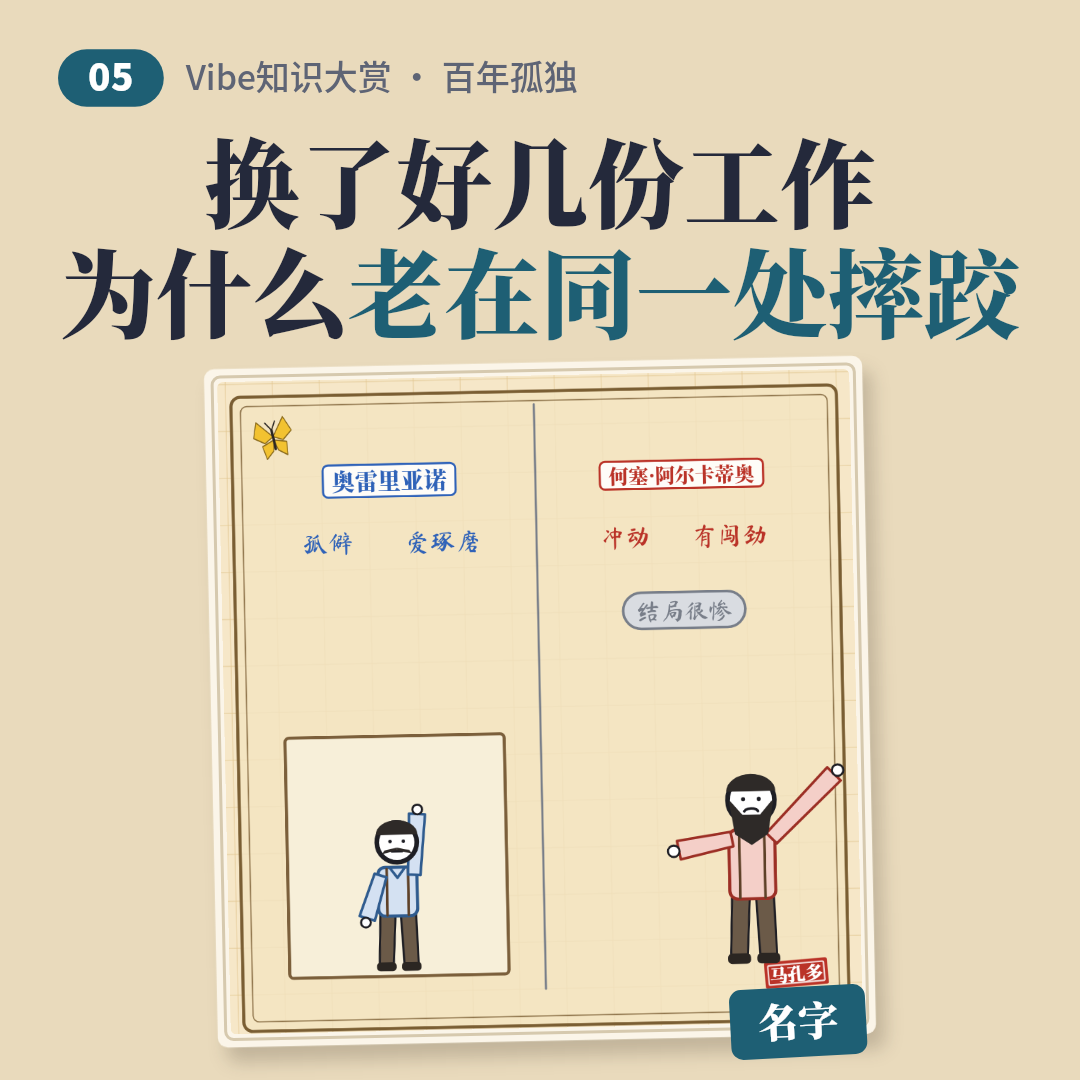 05 Vibe知识大赏 · 百年孤独
换了好几份工作
为什么老在同一处摔跤
奥雷里亚诺
孤僻 爱琢磨
何塞·阿尔卡蒂奥
冲动 有闯劲
结局很惨
马孔多
名字